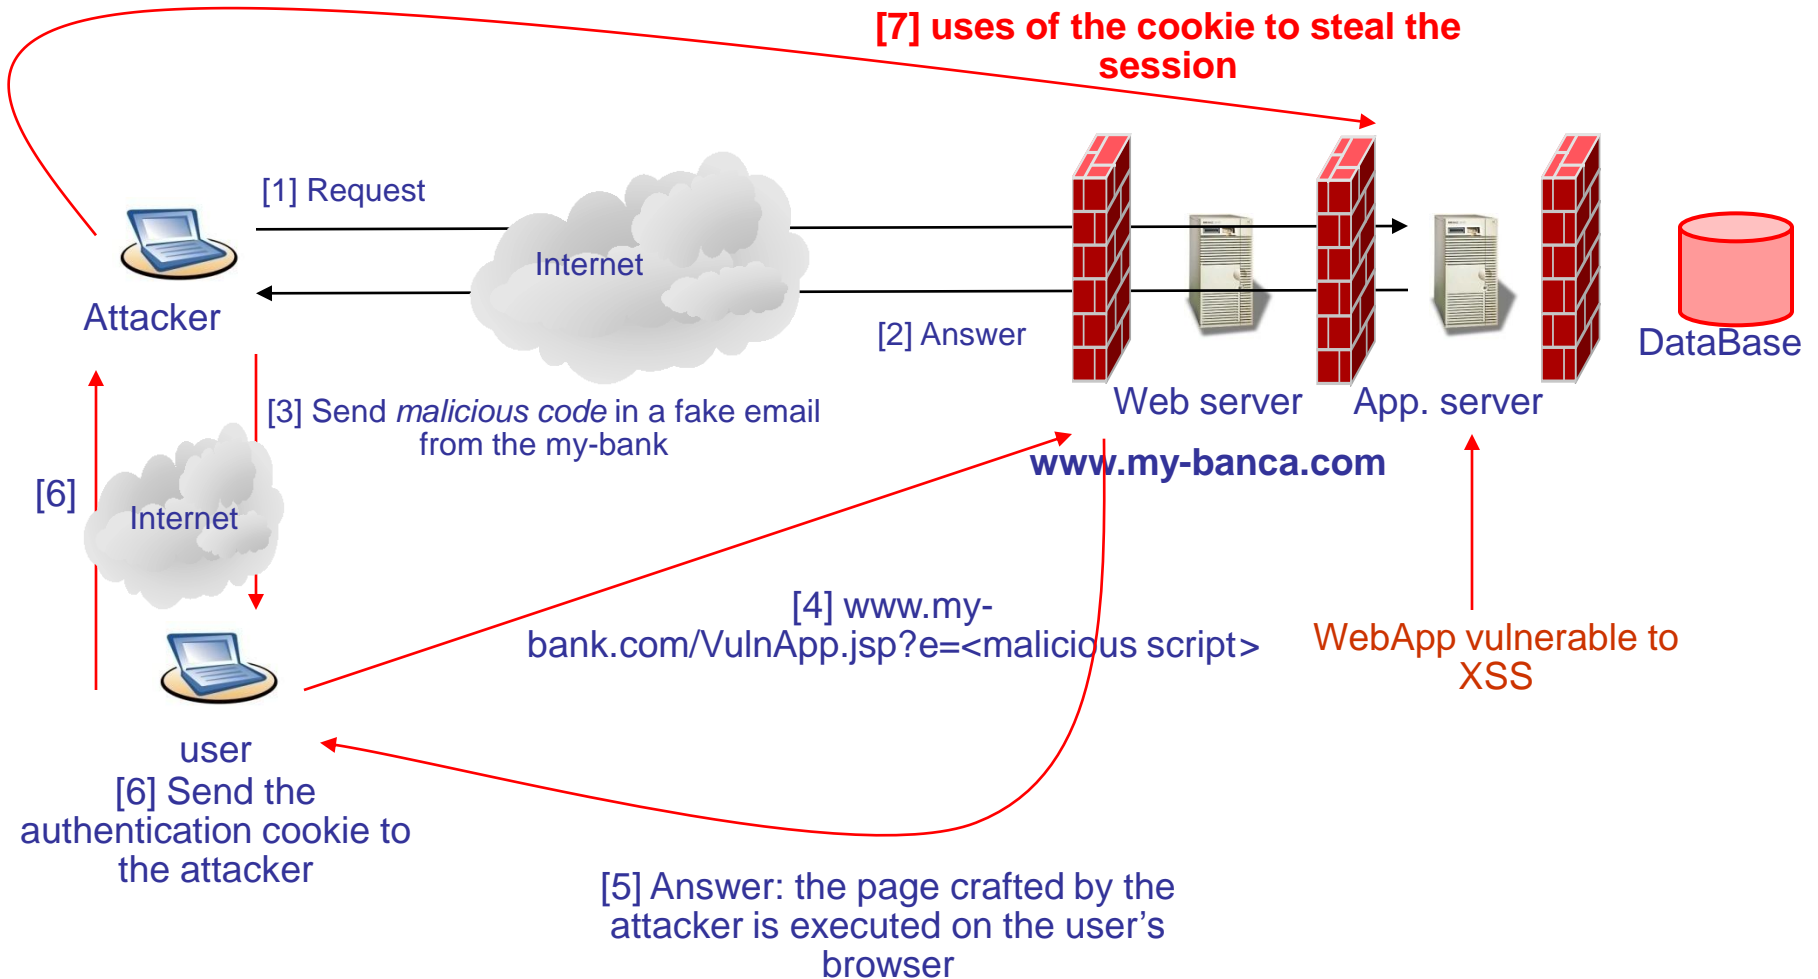 [7] uses of the cookie to steal the
session
[1] Request
Internet
Attacker
[2] Answer
DataBase
[3] Send malicious code in a fake email
from the my-bank
Web server
App. server
www.my-banca.com
[6]
Internet
[4] www.my-
bank.com/VulnApp.jsp?e=<malicious script>
WebApp vulnerable to
XSS
user
[6] Send the
authentication cookie to
the attacker
[5] Answer: the page crafted by the
attacker is executed on the user’s
browser